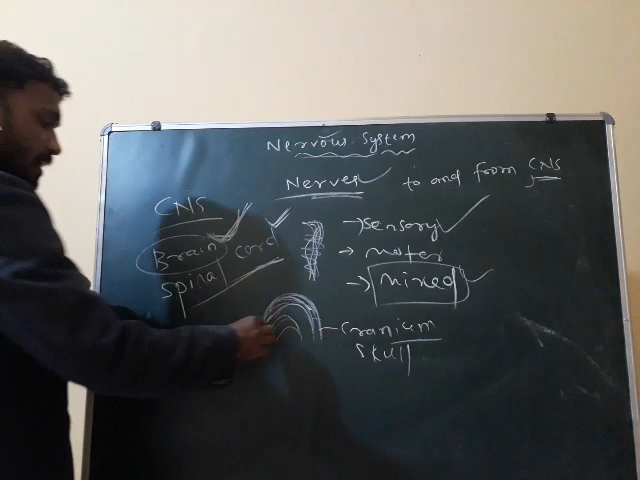 Nervous System
Nerves to and from CNS
CNS
Brain
Spinal cord
→ sensory
→ motor
→ mixed
Cranium
Skull